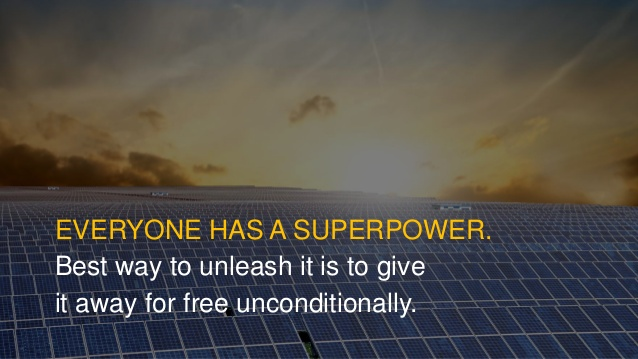 EVERYONE HAS A SUPERPOWER.
Best way to unleash it is to give
it away for free unconditionally.